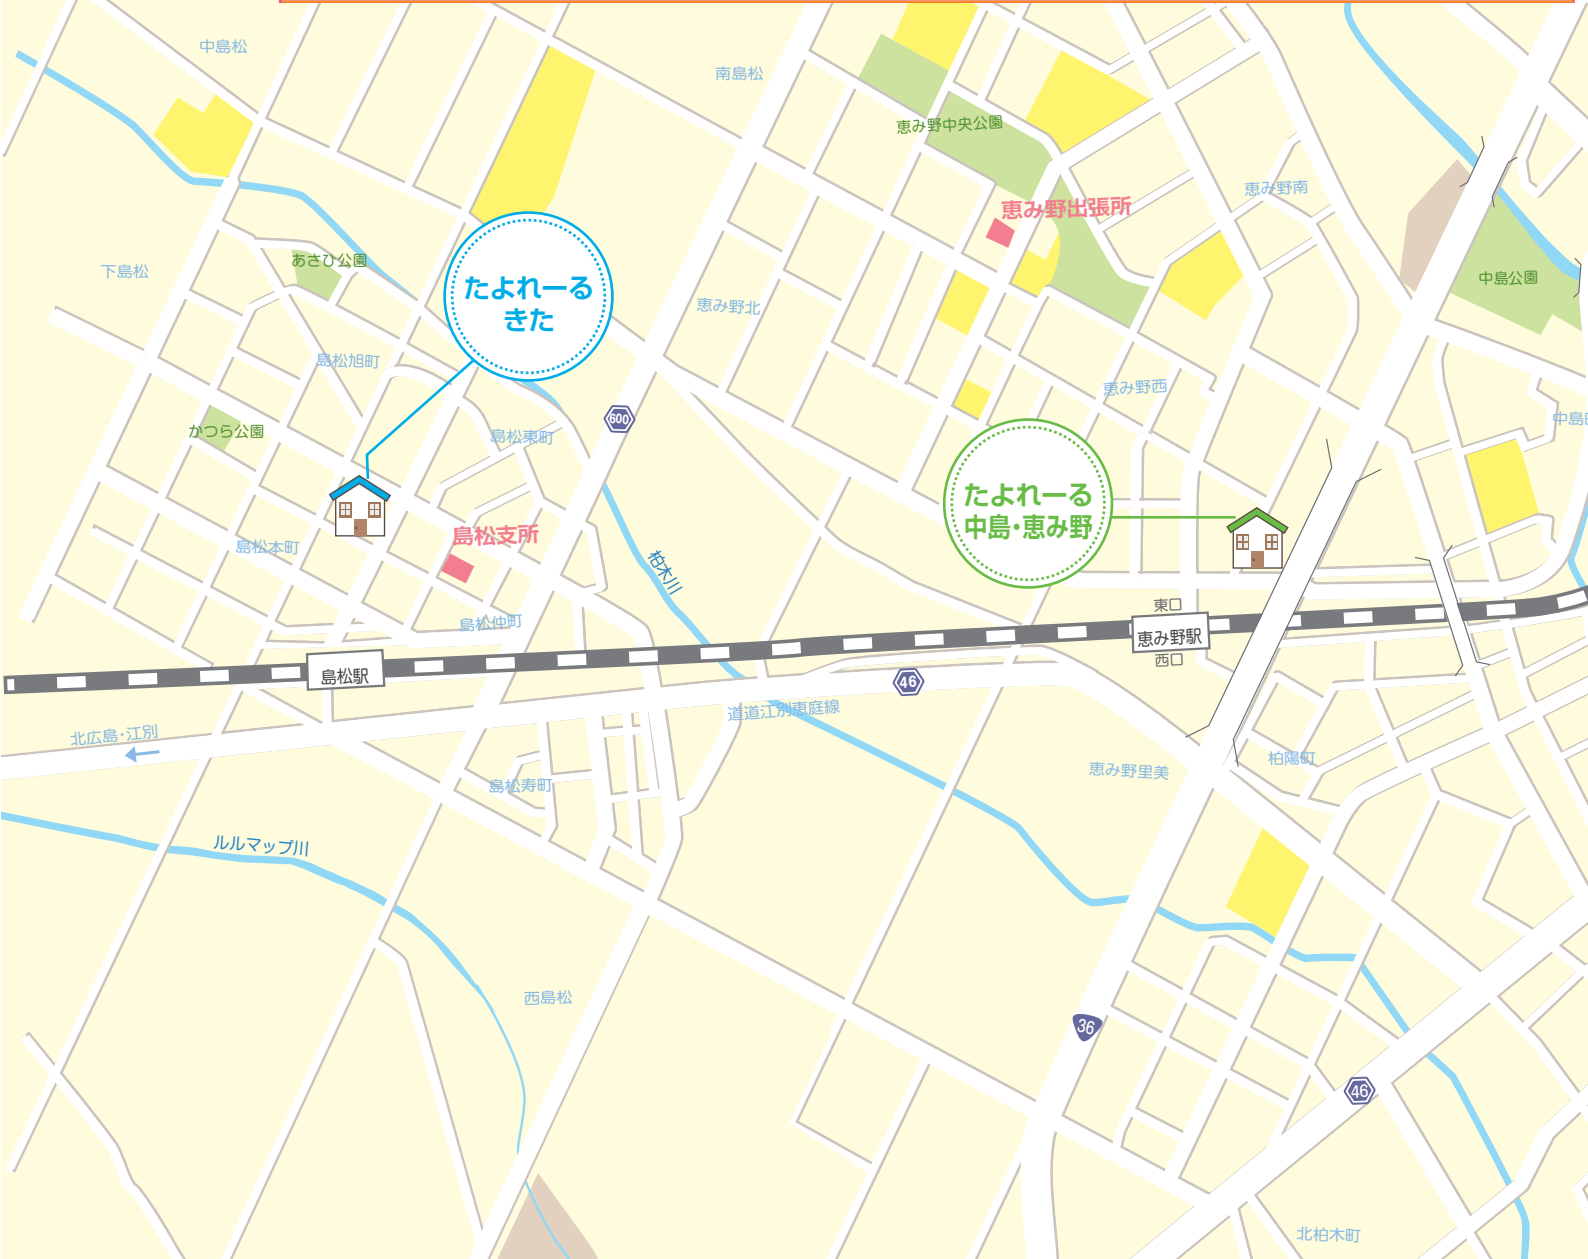 中島松
南島松
恵み野中央公園
恵み野南
恵み野出張所
下島松
あさひ公園
中島公園
たよれーる
きた
恵み野北
島松旭町
恵み野西
600
中島
かつら公園
島松東町
たよれーる
中島・恵み野
島松支所
島松本町
柏木川
島松仲町
東口
恵み野駅
西口
島松駅
46
道道江別恵庭線
北広島・江別
柏陽町
恵み野里美
島松寿町
ルルマップ川
西島松
36
46
北柏木町